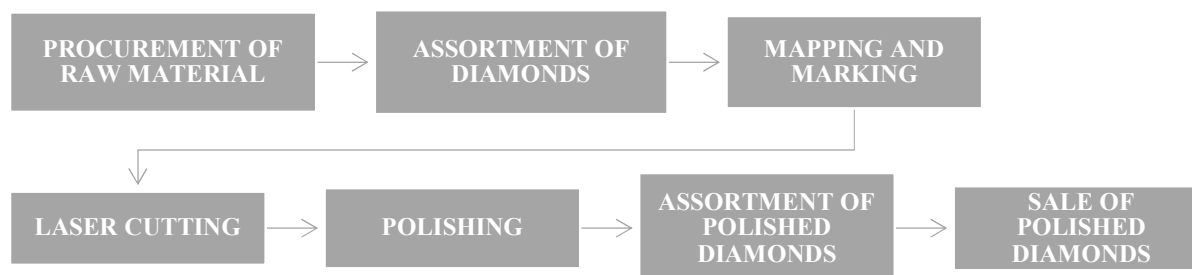 PROCUREMENT OF
RAW MATERIAL
ASSORTMENT OF
DIAMONDS
MAPPING AND
MARKING
LASER CUTTING
POLISHING
ASSORTMENT OF
POLISHED
DIAMONDS
SALE OF
POLISHED
DIAMONDS